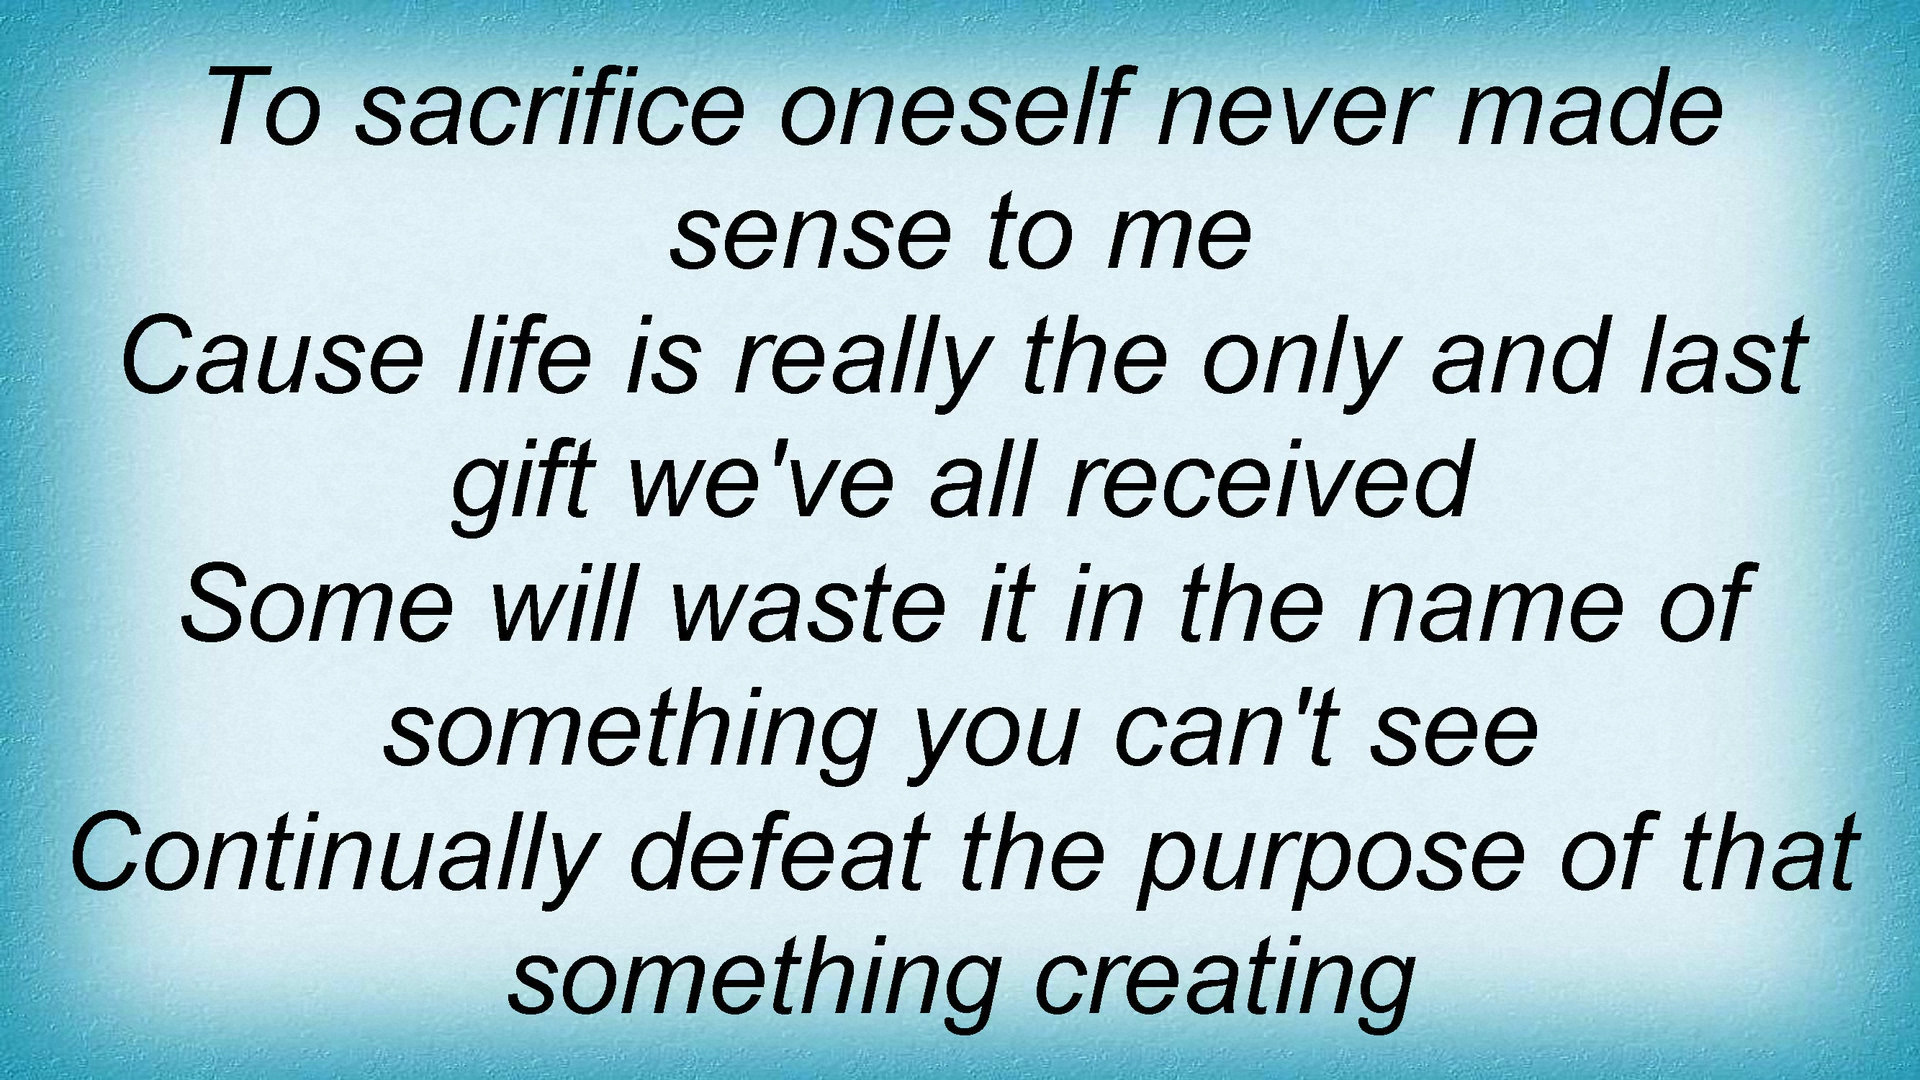 To sacrifice oneself never made
sense to me
Cause life is really the only and last
gift we've all received
Some will waste it in the name of
something you can't see
Continually defeat the purpose of that
something creating